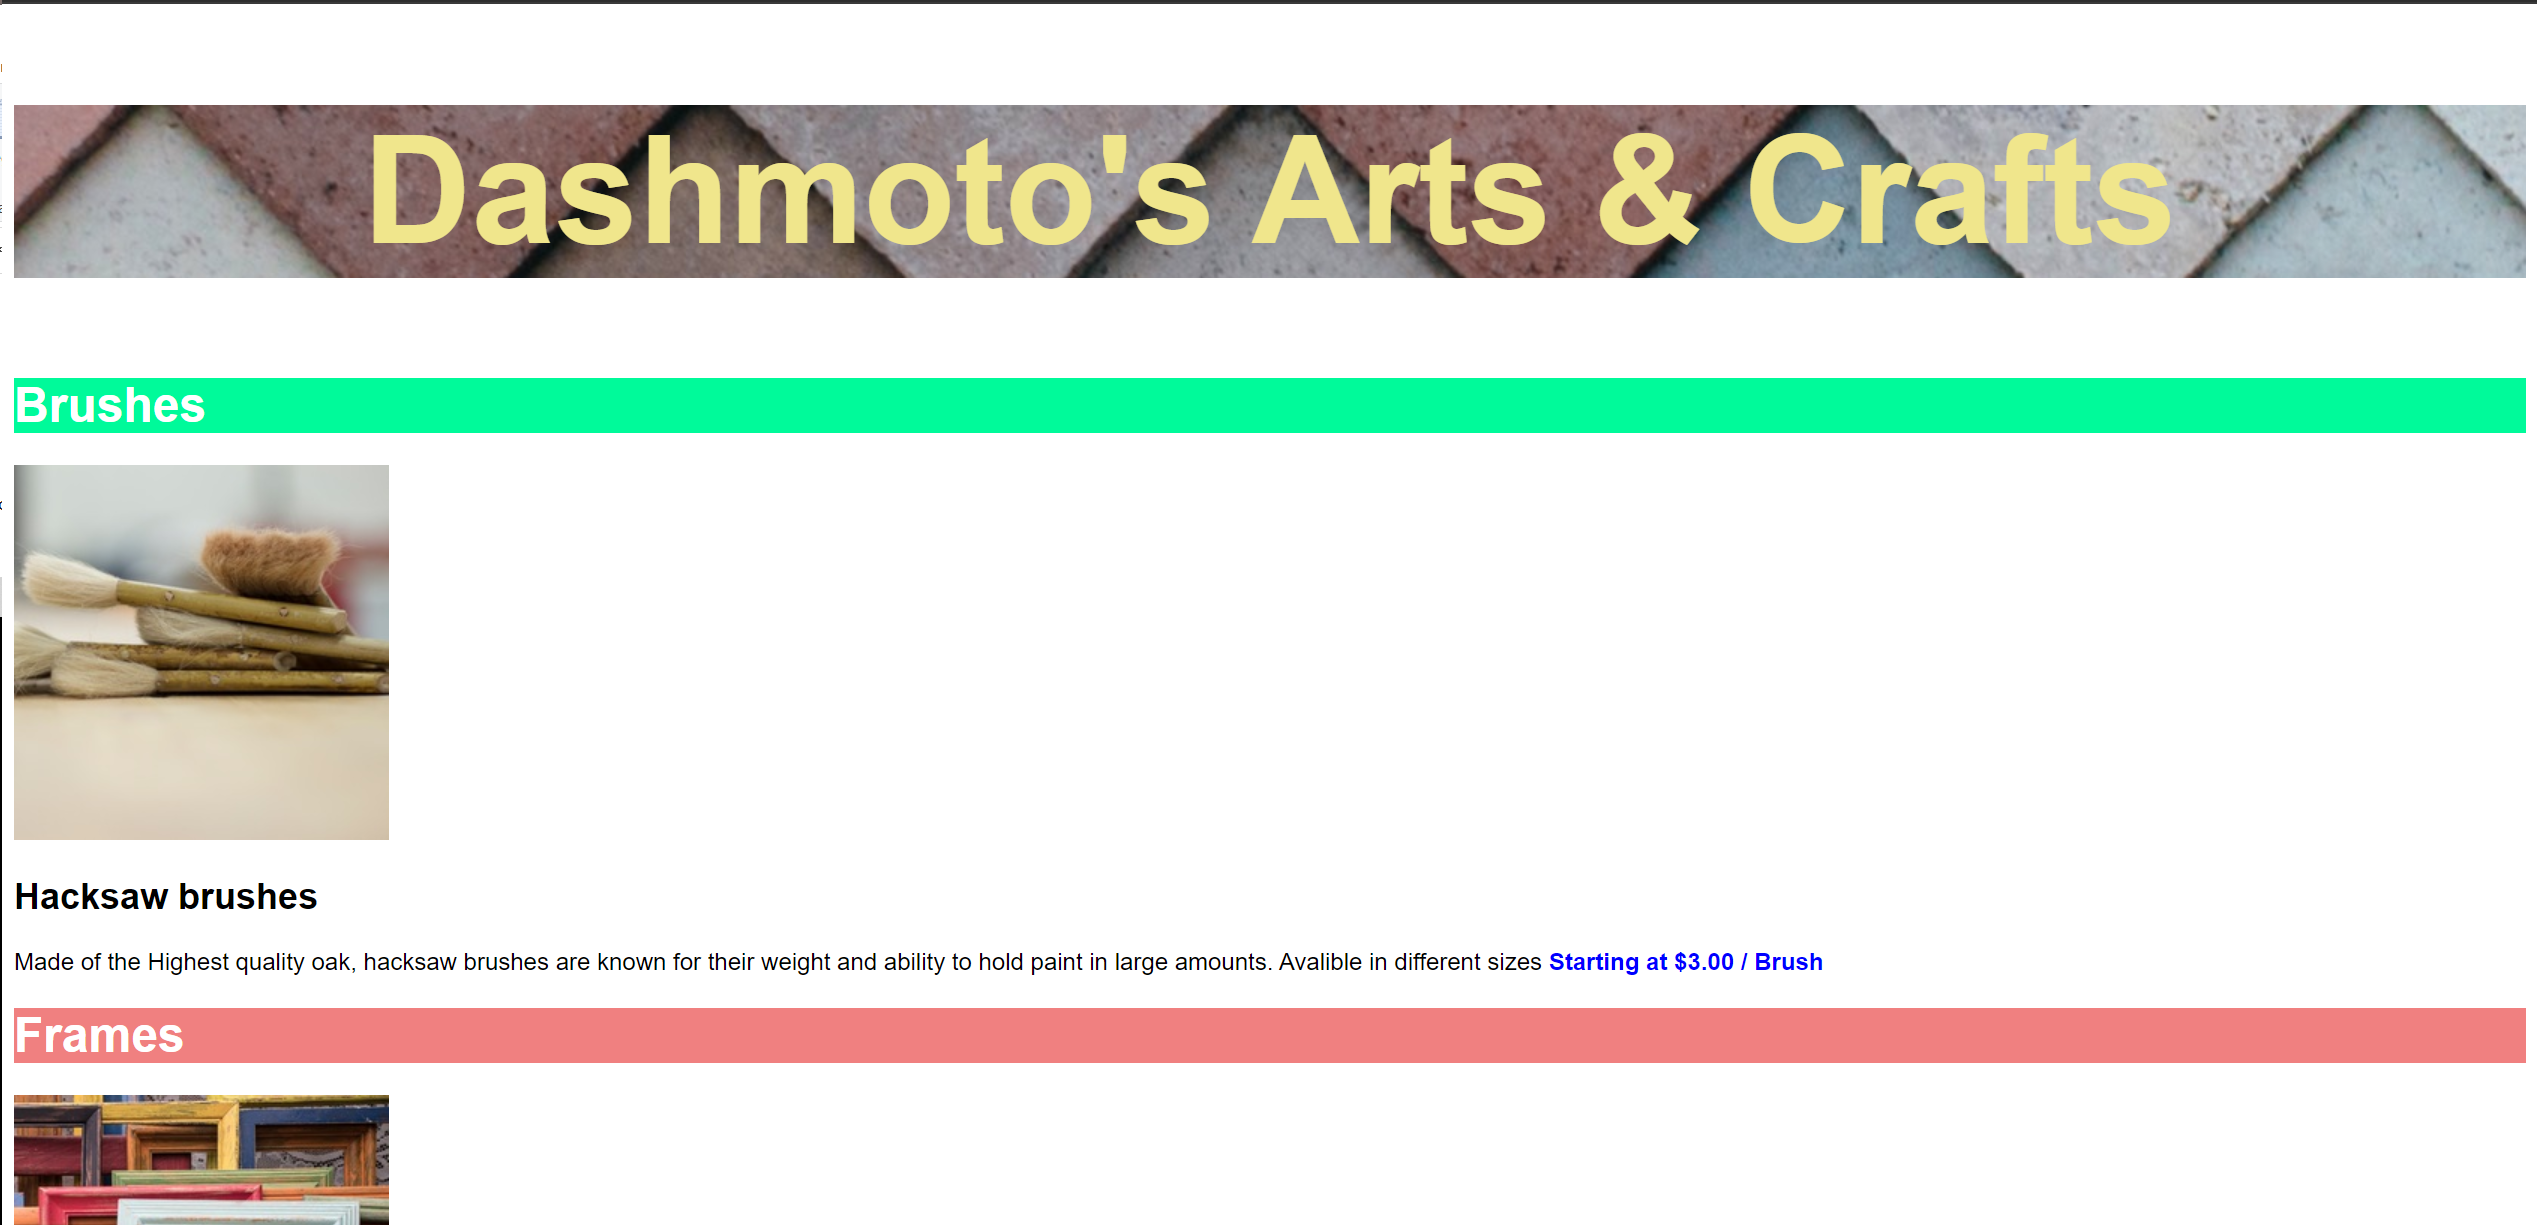 Dashmoto's Arts & Crafts
Brushes
Hacksaw brushes
Made of the Highest quality oak, hacksaw brushes are known for their weight and ability to hold paint in large amounts. Avalible in different sizes Starting at $3.00 / Brush
Frames